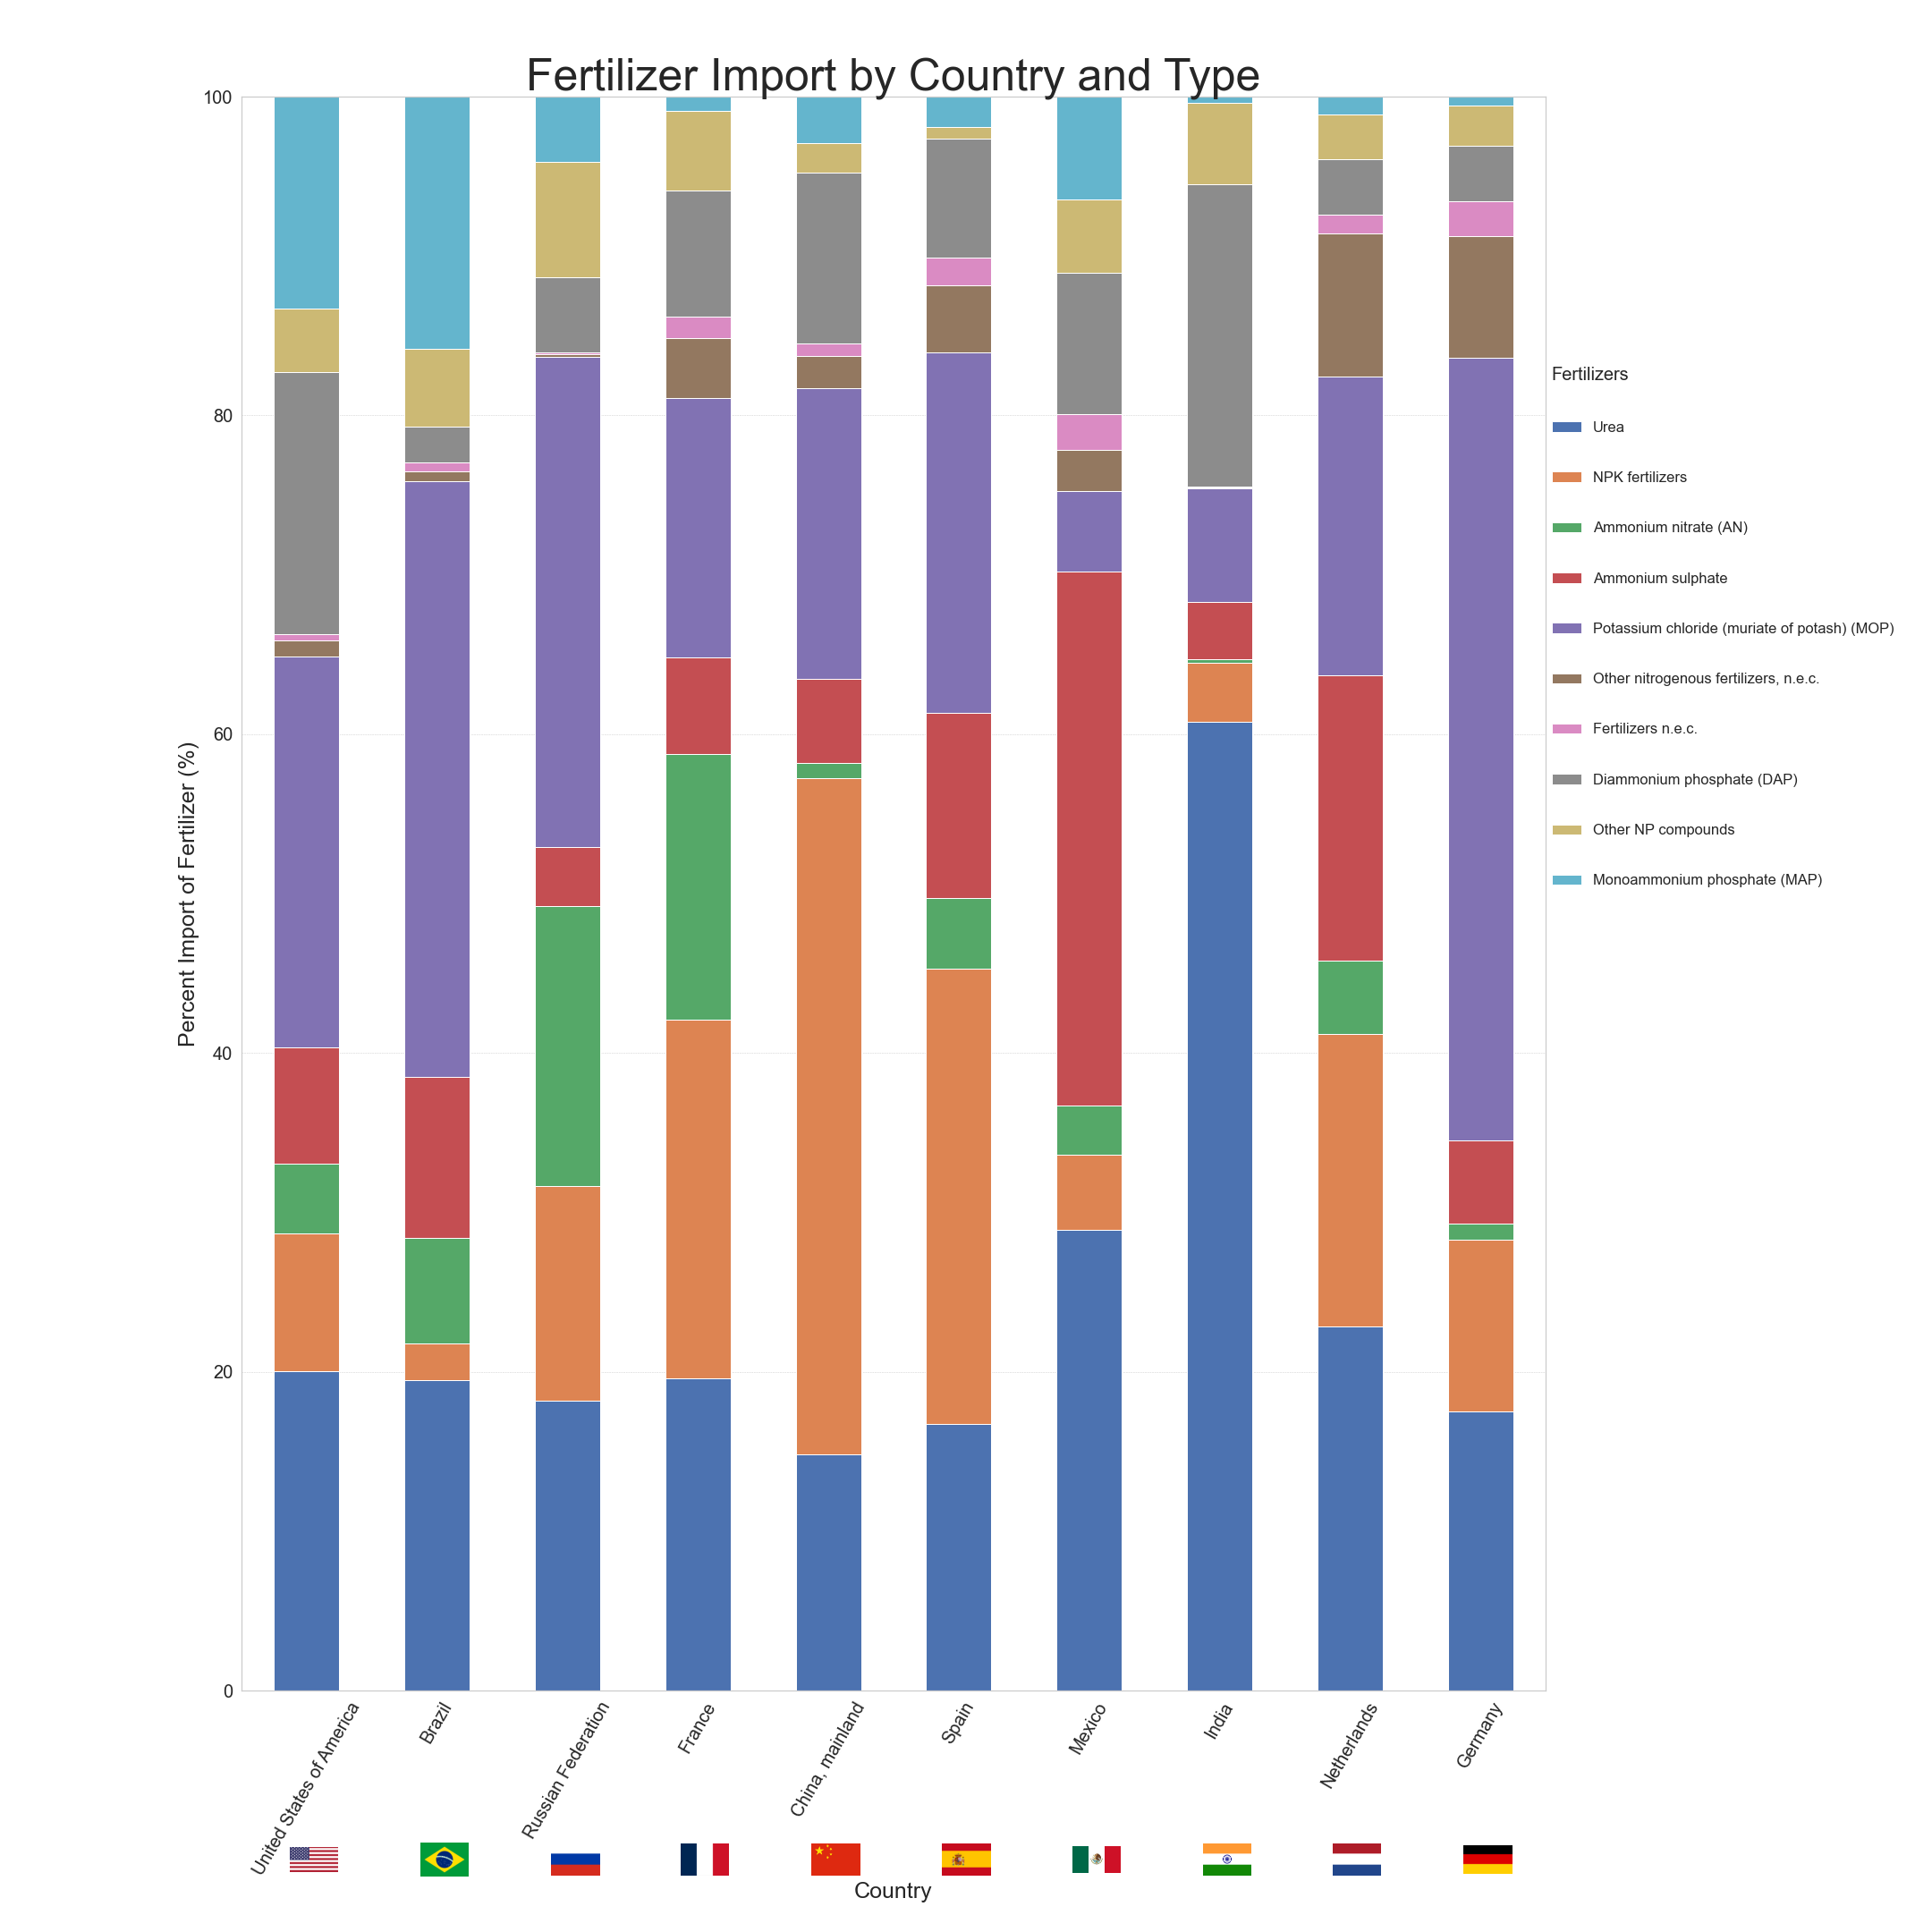 Fertilizer Import by Country and Type
Percent Import of Fertilizer (%)
100
80
60
40
20
0
Fertilizers
Urea
NPK fertilizers
Ammonium nitrate (AN)
Ammonium sulphate
Potassium chloride (muriate of potash) (MOP)
Other nitrogenous fertilizers, n.e.c.
Fertilizers n.e.c.
Diammonium phosphate (DAP)
Other NP compounds
Monoammonium phosphate (MAP)
United States of America
Brazil
Russian Federation
France
China, mainland
Spain
Mexico
India
Netherlands
Germany
Country